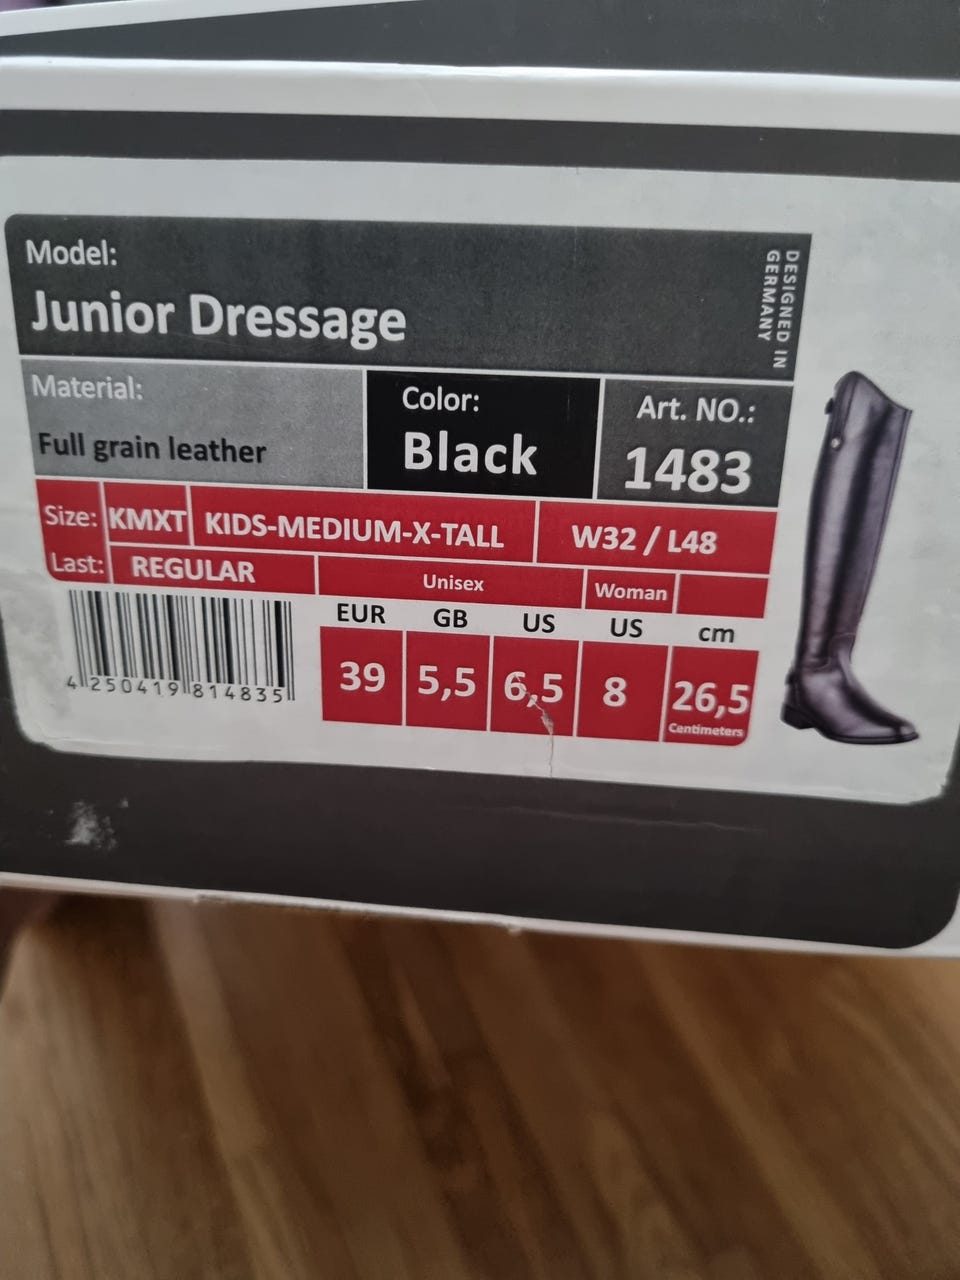 Model:
Junior Dressage
DESIGNED IN
GERMANY
Material:
Full grain leather
Color:
Black
Art. NO.:
1483
Size: KMXT KIDS-MEDIUM-X-TALL W32 / L48
Last: REGULAR
Unisex Woman
EUR GB US US cm
39 5,5 6,5 8 26,5
Centimeters
4 250419 814835